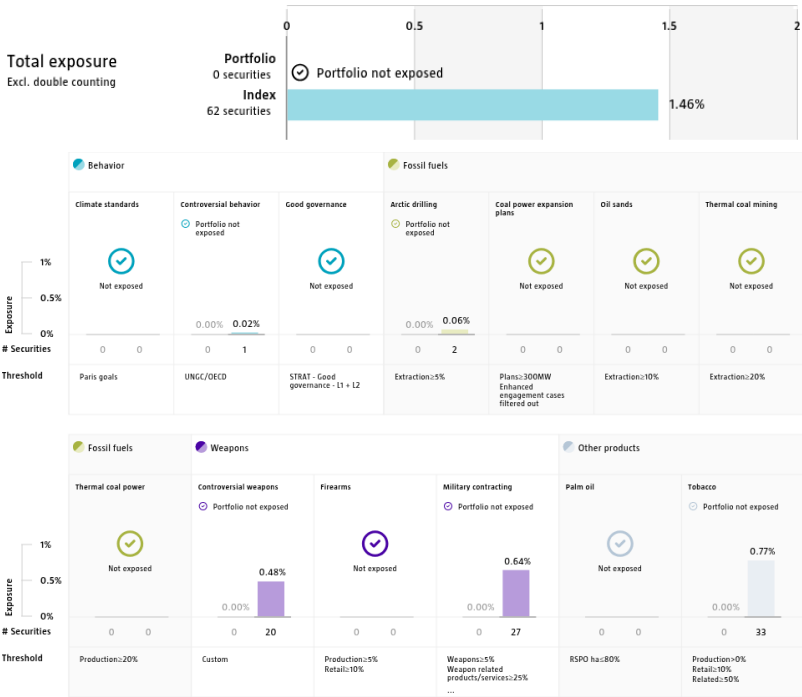 0 0.5 1 1.5 2
Total exposure
Excl. double counting
Portfolio
0 securities
Portfolio not exposed
Index
62 securities
1.46%
Behavior
Fossil fuels
Climate standards
Controversial behavior
Good governance
Arctic drilling
Coal power expansion
plans
Oil sands
Thermal coal mining
Portfolio not
exposed
Portfolio not
exposed
Not exposed
Not exposed
Not exposed
Not exposed
Not exposed
Exposure
1%
0.5%
0%
0.00% 0.02%
0.00% 0.06%
# Securities 0 0 0 1 0 0 0 2 0 0 0 0 0 0
Threshold
Paris goals
UNGC/OECD
STRAT - Good
governance - L1 + L2
Extraction≥5%
Plans≥300MW
Enhanced
engagement cases
filtered out
Extraction≥10%
Extraction≥20%
Fossil fuels
Weapons
Other products
Thermal coal power
Controversial weapons
Firearms
Military contracting
Palm oil
Tobacco
Portfolio not exposed
Portfolio not exposed
Portfolio not exposed
Not exposed
Not exposed
Not exposed
Exposure
1%
0.5%
0%
0.00% 0.48%
0.00% 0.64%
0.00% 0.77%
# Securities 0 0 0 20 0 0 0 27 0 0 0 33
Threshold
Production≥20%
Custom
Production≥5%
Retail≥10%
Weapons≥5%
Weapon related
products/services≥25%
...
RSPO ha≤80%
Production>0%
Retail≥10%
Related≥50%